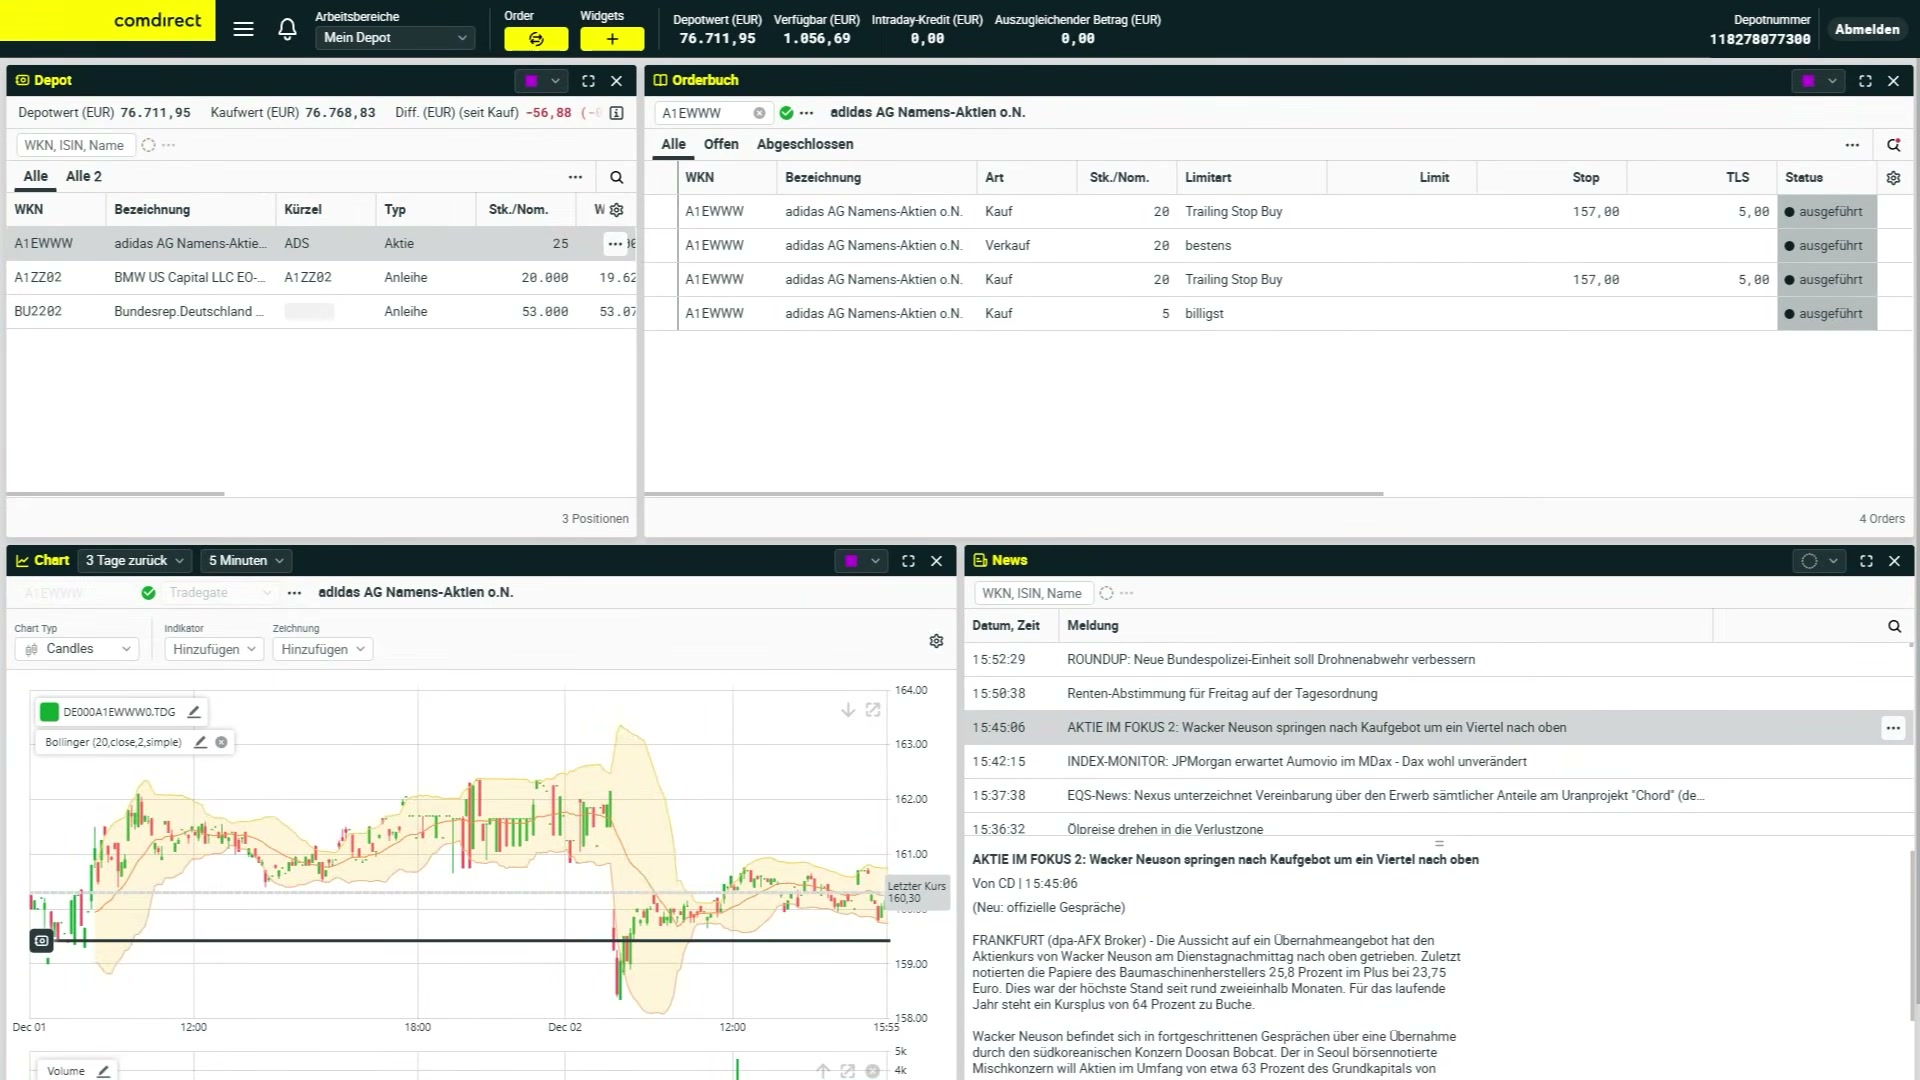 comdirect
Arbeitsbereiche
Mein Depot
Order
Widgets
Depotwert (EUR) Verfügbar (EUR) Intraday-Kredit (EUR) Auszugleichender Betrag (EUR)
76.711,95 1.056,69 0,00 0,00
Depotnummer
118278077300
Abmelden
Depot
Depotwert (EUR) 76.711,95 Kaufwert (EUR) 76.768,83 Diff. (EUR) (seit Kauf) -56,88
WKN, ISIN, Name
Alle Alle 2
WKN Bezeichnung Kürzel Typ Stk./Nom. W
A1EWWW adidas AG Namens-Aktie... ADS Aktie 25
A1ZZ02 BMW US Capital LLC EO-... A1ZZ02 Anleihe 20.000 19.62
BU2202 Bundesrep.Deutschland ... Anleihe 53.000 53.07
3 Positionen
Orderbuch
A1EWWW adidas AG Namens-Aktien o.N.
Alle Offen Abgeschlossen
WKN Bezeichnung Art Stk./Nom. Limitart Limit Stop TLS Status
A1EWWW adidas AG Namens-Aktien o.N. Kauf 20 Trailing Stop Buy 157,00 5,00 ausgeführt
A1EWWW adidas AG Namens-Aktien o.N. Verkauf 20 bestens ausgeführt
A1EWWW adidas AG Namens-Aktien o.N. Kauf 20 Trailing Stop Buy 157,00 5,00 ausgeführt
A1EWWW adidas AG Namens-Aktien o.N. Kauf 5 billigst ausgeführt
4 Orders
Chart 3 Tage zurück 5 Minuten
A1EWWW Tradegate adidas AG Namens-Aktien o.N.
Chart Typ Indikator Zeichnung
Candles Hinzufügen Hinzufügen
DE000A1EWWW0.TDG
Bollinger (20,close,2,simple)
164.00
163.00
162.00
161.00
Letzter Kurs
160,30
159.00
158.00
Dec 01 12:00 18:00 Dec 02 12:00 15:55
Volume
5k
4k
News
WKN, ISIN, Name
Datum, Zeit Meldung
15:52:29 ROUNDUP: Neue Bundespolizei-Einheit soll Drohnenabwehr verbessern
15:50:38 Renten-Abstimmung für Freitag auf der Tagesordnung
15:45:06 AKTIE IM FOKUS 2: Wacker Neuson springen nach Kaufgebot um ein Viertel nach oben
15:42:15 INDEX-MONITOR: JPMorgan erwartet Aumovio im MDax - Dax wohl unverändert
15:37:38 EQS-News: Nexus unterzeichnet Vereinbarung über den Erwerb sämtlicher Anteile am Uranprojekt "Chord" (de...
15:36:32 Ölpreise drehen in die Verlustzone
AKTIE IM FOKUS 2: Wacker Neuson springen nach Kaufgebot um ein Viertel nach oben
Von CD | 15:45:06
(Neu: offizielle Gespräche)
FRANKFURT (dpa-AFX Broker) - Die Aussicht auf ein Übernahmeangebot hat den
Aktienkurs von Wacker Neuson am Dienstagnachmittag nach oben getrieben. Zuletzt
notierten die Papiere des Baumaschinenherstellers 25,8 Prozent im Plus bei 23,75
Euro. Dies war der höchste Stand seit rund zweieinhalb Monaten. Für das laufende
Jahr steht ein Kursplus von 64 Prozent zu Buche.
Wacker Neuson befindet sich in fortgeschrittenen Gesprächen über eine Übernahme
durch den südkoreanischen Konzern Doosan Bobcat. Der in Seoul börsennotierte
Mischkonzern will Aktien im Umfang von etwa 63 Prozent des Grundkapitals von